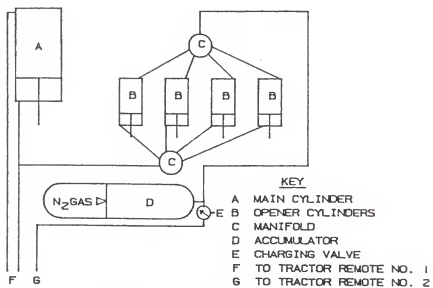 A
C
B B B B
C
N2GAS D
E
KEY
A MAIN CYLINDER
B OPENER CYLINDERS
C MANIFOLD
D ACCUMULATOR
E CHARGING VALVE
F TO TRACTOR REMOTE NO. 1
G TO TRACTOR REMOTE NO. 2
F G